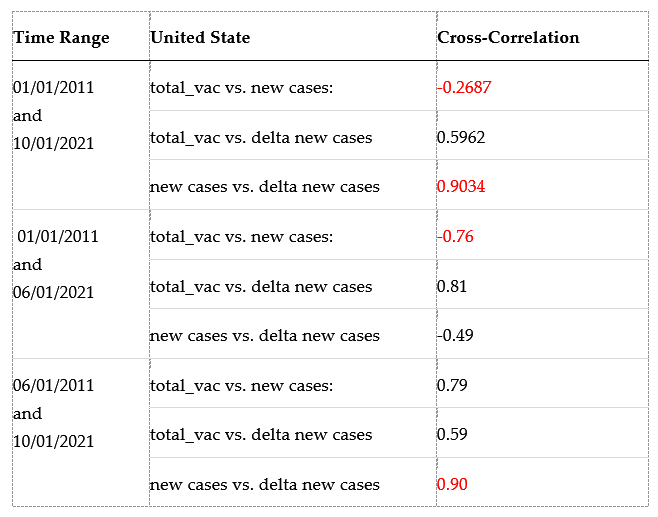 Time Range United State Cross-Correlation
01/01/2011 total_vac vs. new cases: -0.2687
and
10/01/2021 total_vac vs. delta new cases 0.5962
new cases vs. delta new cases 0.9034
01/01/2011 total_vac vs. new cases: -0.76
and
06/01/2021 total_vac vs. delta new cases 0.81
new cases vs. delta new cases -0.49
06/01/2011 total_vac vs. new cases: 0.79
and
10/01/2021 total_vac vs. delta new cases 0.59
new cases vs. delta new cases 0.90